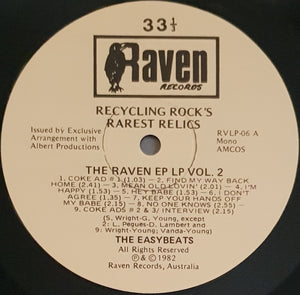 33⅓
Raven
RECORDS
RECYCLING ROCK'S
RAREST RELICS
Issued by Exclusive
Arrangement with
Albert Productions
RVLP-06 A
Mono
AMCOS
THE RAVEN EP LP VOL. 2
1. COKE AD # 1 (1.03) — 2. FIND MY WAY BACK
HOME (2.41) — 3. MEAN OLD LOVIN' (2.01) — 4. I'M
HAPPY (1.53) — 5. HEY BABE (1.53) — 6. I DON'T
AGREE (1.35) — 7. KEEP YOUR HANDS OFF
MY BABE (2.08) — 8. NO ONE KNOWS (2.55) —
9. COKE ADS # 2 & 3/ INTERVIEW (2.15)
(S. Wright-G. Young, except
2: L. Pegues-D. Lambert and
9: Wright-Young; Vanda-Young)
THE EASYBEATS
All Rights Reserved
℗ & © 1982
Raven Records, Australia